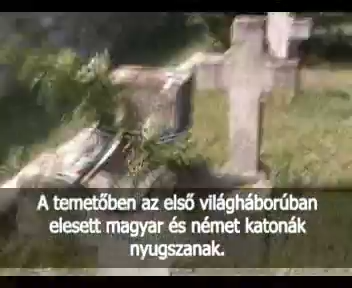 A temetőben az első világháborúban
elesett magyar és német katonák
nyugszanak.